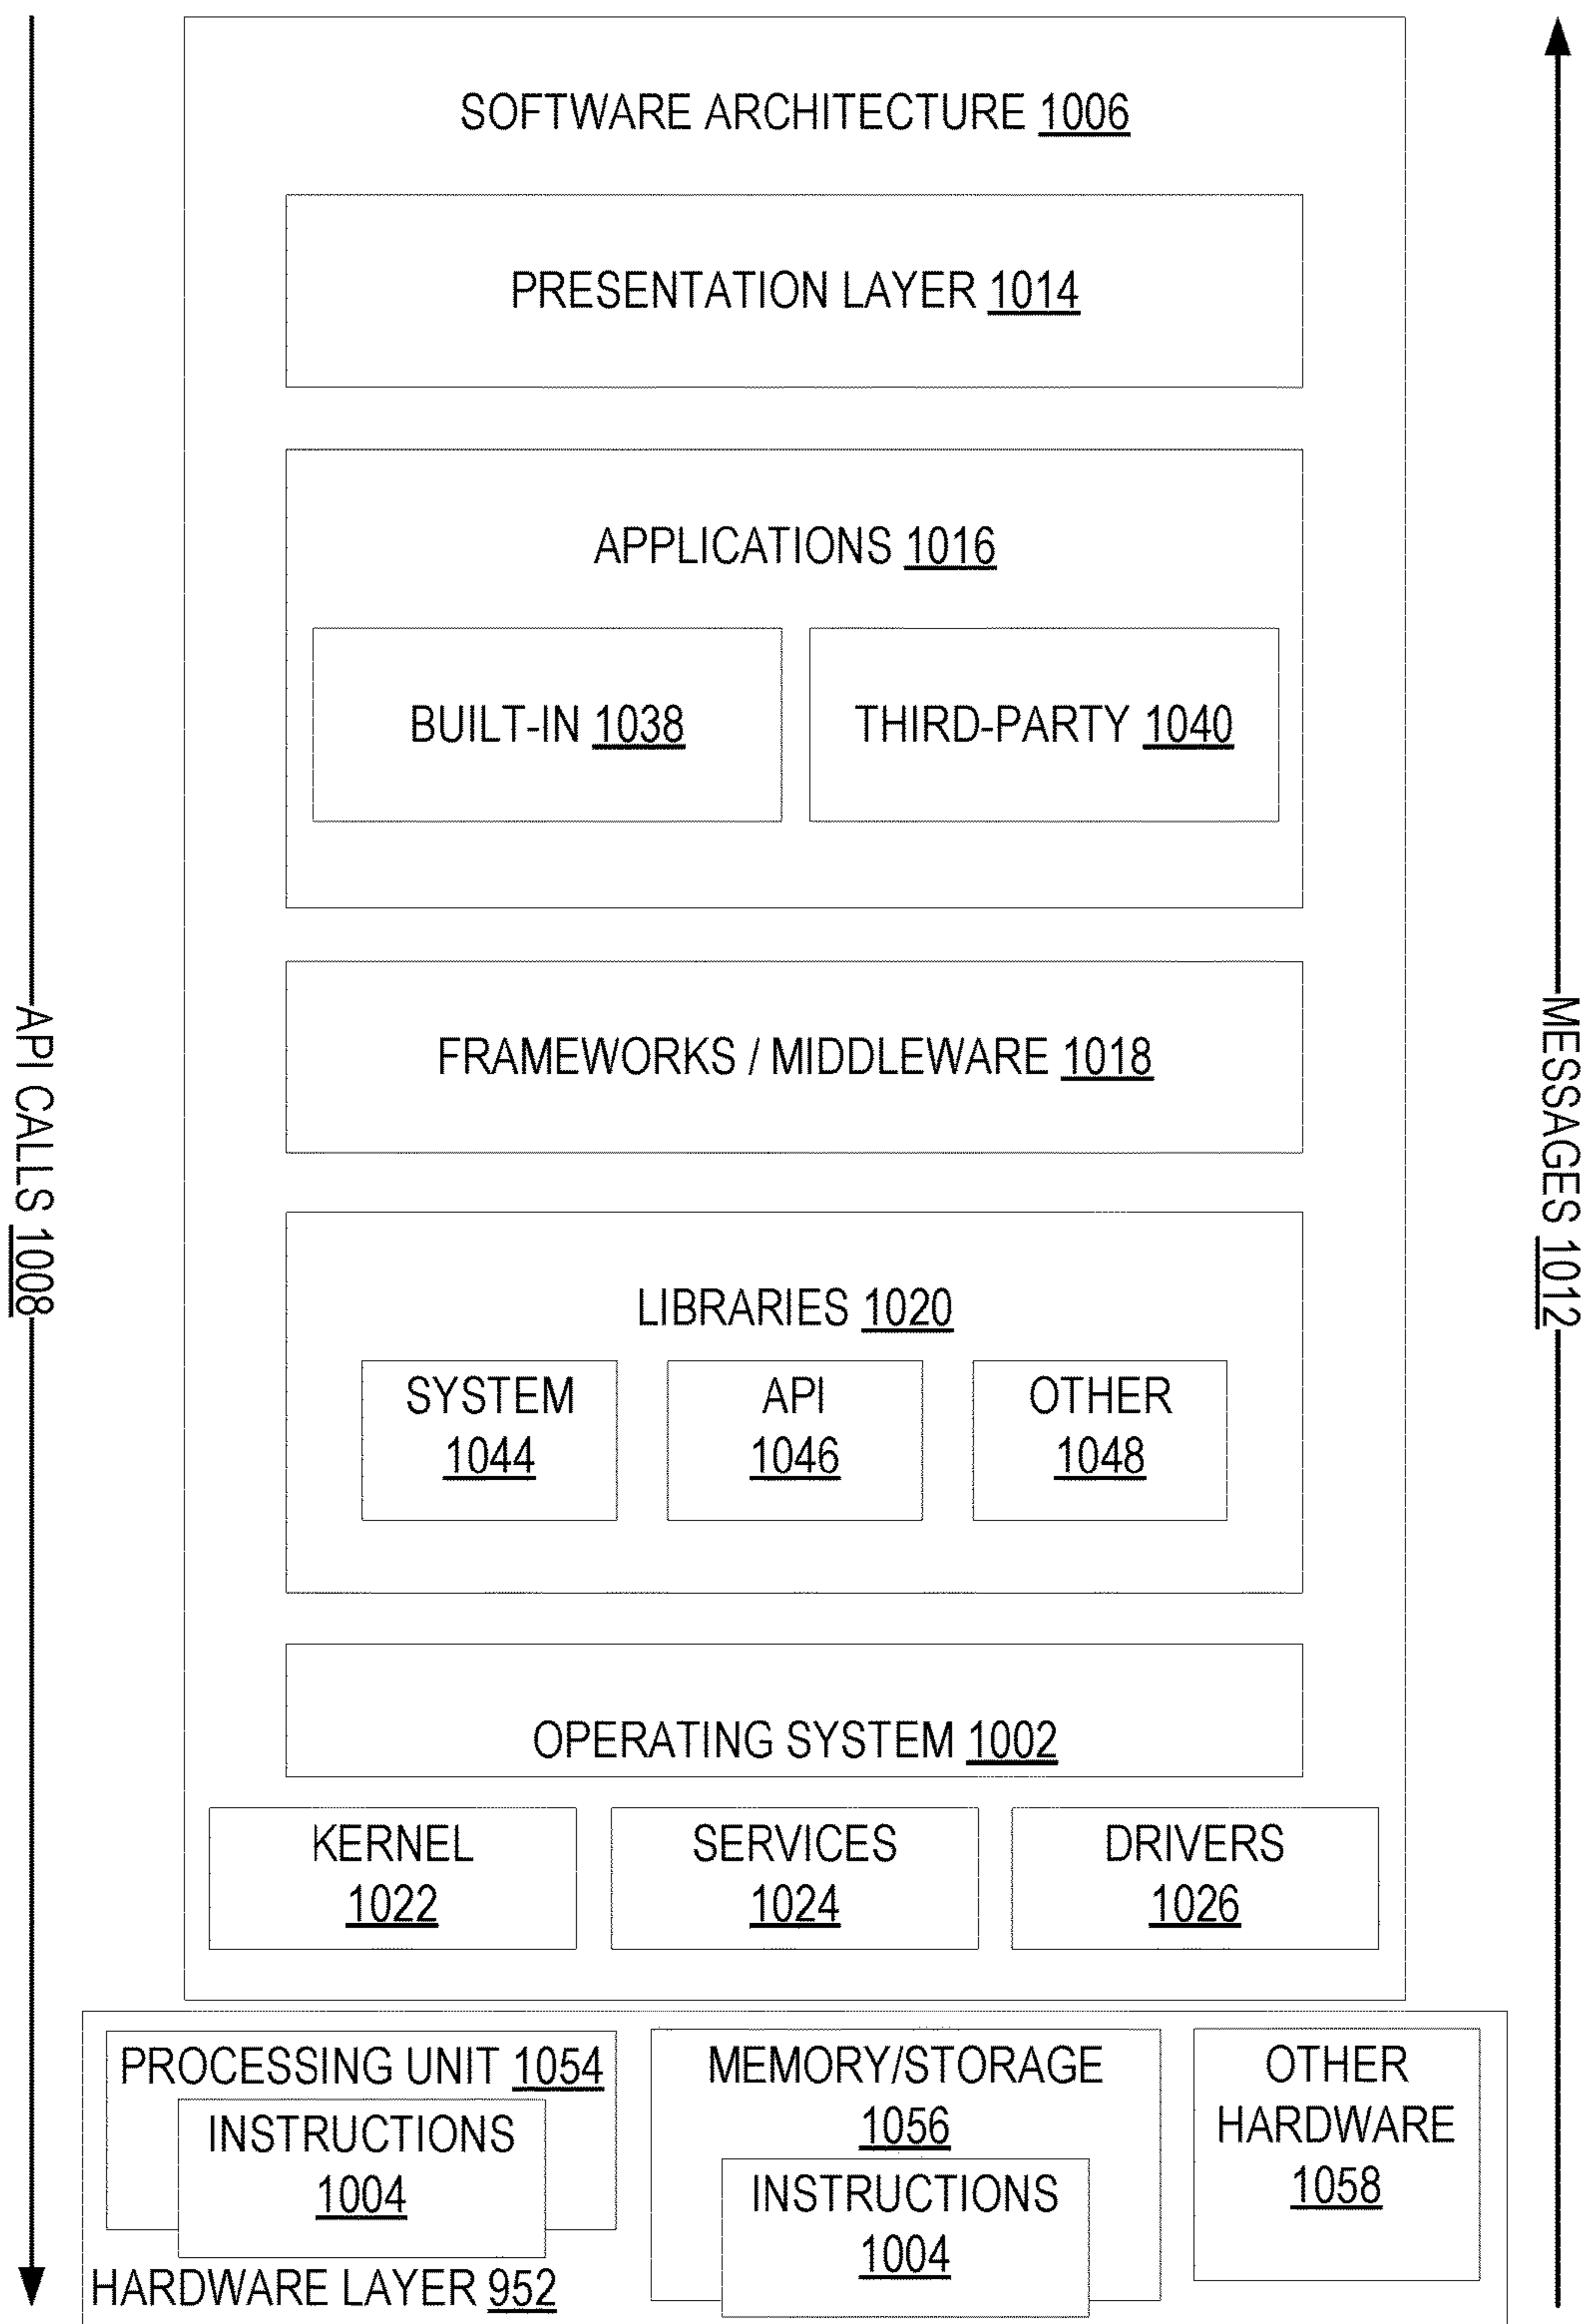 SOFTWARE ARCHITECTURE 1006
PRESENTATION LAYER 1014
APPLICATIONS 1016
BUILT-IN 1038
THIRD-PARTY 1040
FRAMEWORKS / MIDDLEWARE 1018
LIBRARIES 1020
SYSTEM
1044
API
1046
OTHER
1048
OPERATING SYSTEM 1002
KERNEL
1022
SERVICES
1024
DRIVERS
1026
PROCESSING UNIT 1054
INSTRUCTIONS
1004
MEMORY/STORAGE
1056
INSTRUCTIONS
1004
OTHER
HARDWARE
1058
HARDWARE LAYER 952
API CALLS 1008
MESSAGES 1012